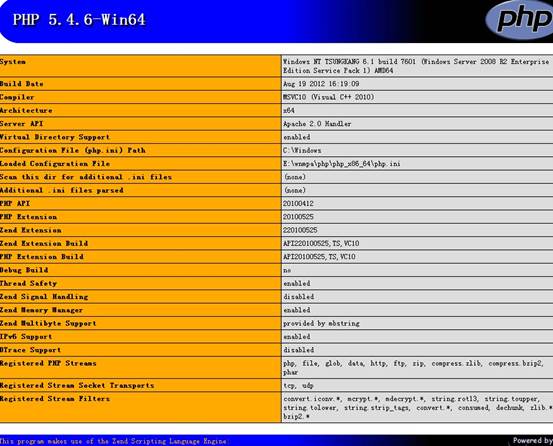 PHP 5.4.6-Win64
php
System Windows NT TSUNGKANG 6.1 build 7601 (Windows Server 2008 R2 Enterprise
Edition Service Pack 1) AMD64
Build Date Aug 19 2012 16:19:09
Compiler MSVC10 (Visual C++ 2010)
Architecture x64
Server API Apache 2.0 Handler
Virtual Directory Support enabled
Configuration File (php.ini) Path C:\Windows
Loaded Configuration File E:\wnmpa\php\php_x86_64\php.ini
Scan this dir for additional .ini files (none)
Additional .ini files parsed (none)
PHP API 20100412
PHP Extension 20100525
Zend Extension 220100525
Zend Extension Build API220100525,TS,VC10
PHP Extension Build API20100525,TS,VC10
Debug Build no
Thread Safety enabled
Zend Signal Handling disabled
Zend Memory Manager enabled
Zend Multibyte Support provided by mbstring
IPv6 Support enabled
DTrace Support disabled
Registered PHP Streams php, file, glob, data, http, ftp, zip, compress.zlib, compress.bzip2,
phar
Registered Stream Socket Transports tcp, udp
Registered Stream Filters convert.iconv.*, mcrypt.*, mdecrypt.*, string.rot13, string.toupper,
string.tolower, string.strip_tags, convert.*, consumed, dechunk, zlib.*
bzip2.*
This program makes use of the Zend Scripting Language Engine
Powered by